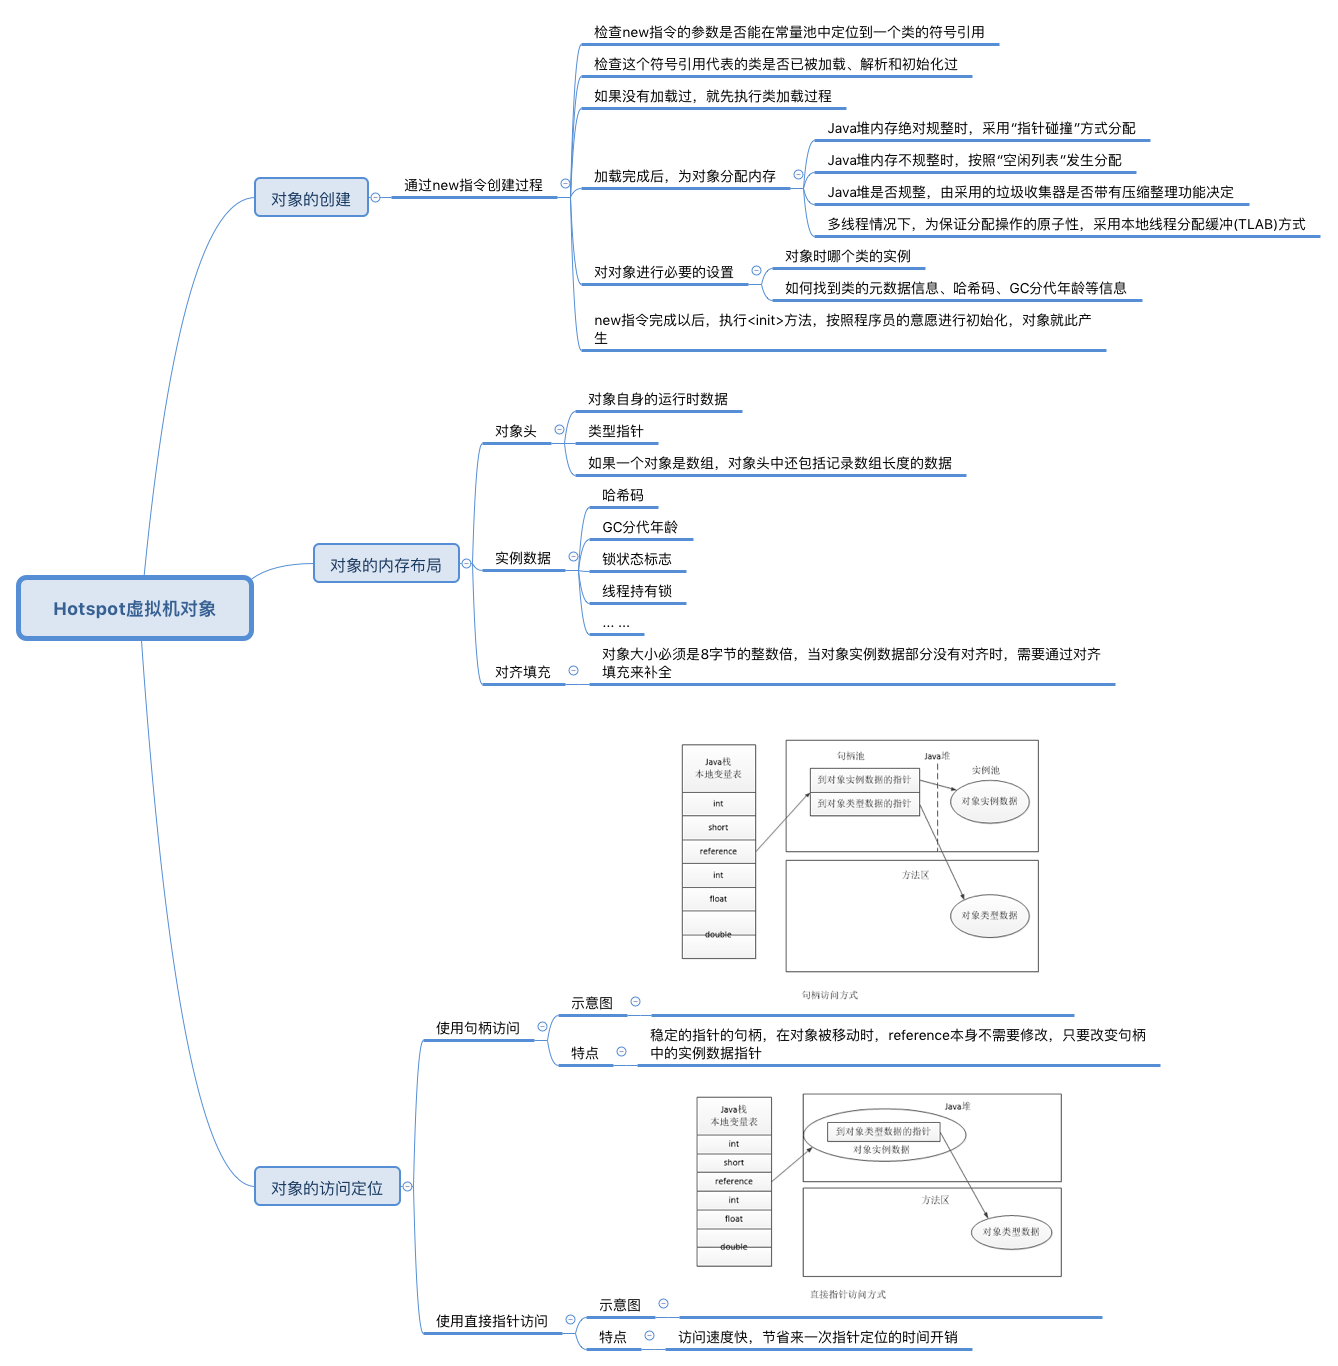 Hotspot虚拟机对象
对象的创建
通过new指令创建过程
检查new指令的参数是否能在常量池中定位到一个类的符号引用
检查这个符号引用代表的类是否已被加载、解析和初始化过
如果没有加载过，就先执行类加载过程
加载完成后，为对象分配内存
Java堆内存绝对规整时，采用“指针碰撞”方式分配
Java堆内存不规整时，按照“空闲列表”发生分配
Java堆是否规整，由采用的垃圾收集器是否带有压缩整理功能决定
多线程情况下，为保证分配操作的原子性，采用本地线程分配缓冲(TLAB)方式
对对象进行必要的设置
对象时哪个类的实例
如何找到类的元数据信息、哈希码、GC分代年龄等信息
new指令完成以后，执行<init>方法，按照程序员的意愿进行初始化，对象就此产
生
对象的内存布局
对象头
对象自身的运行时数据
类型指针
如果一个对象是数组，对象头中还包括记录数组长度的数据
实例数据
哈希码
GC分代年龄
锁状态标志
线程持有锁
... ...
对齐填充
对象大小必须是8字节的整数倍，当对象实例数据部分没有对齐时，需要通过对齐
填充来补全
对象的访问定位
使用句柄访问
示意图
Java栈
本地变量表
int
short
reference
int
float
double
句柄池
Java堆
实例池
到对象实例数据的指针
到对象类型数据的指针
对象实例数据
方法区
对象类型数据
句柄访问方式
特点
稳定的指针的句柄，在对象被移动时，reference本身不需要修改，只要改变句柄
中的实例数据指针
使用直接指针访问
示意图
Java栈
本地变量表
int
short
reference
int
float
double
Java堆
到对象类型数据的指针
对象实例数据
方法区
对象类型数据
直接指针访问方式
特点
访问速度快，节省来一次指针定位的时间开销